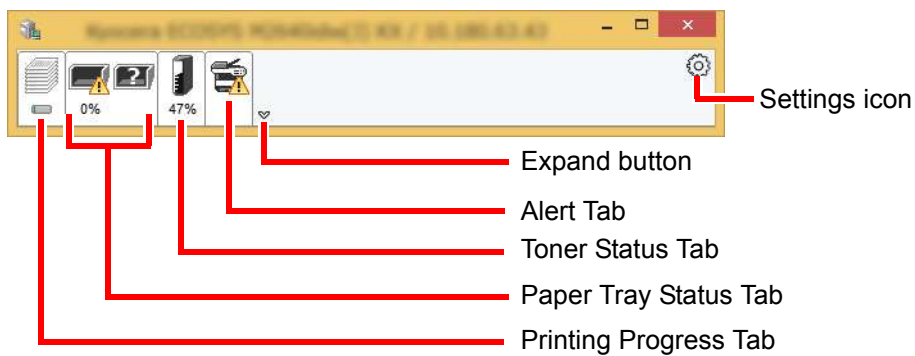 0%
47%
Settings icon
Expand button
Alert Tab
Toner Status Tab
Paper Tray Status Tab
Printing Progress Tab